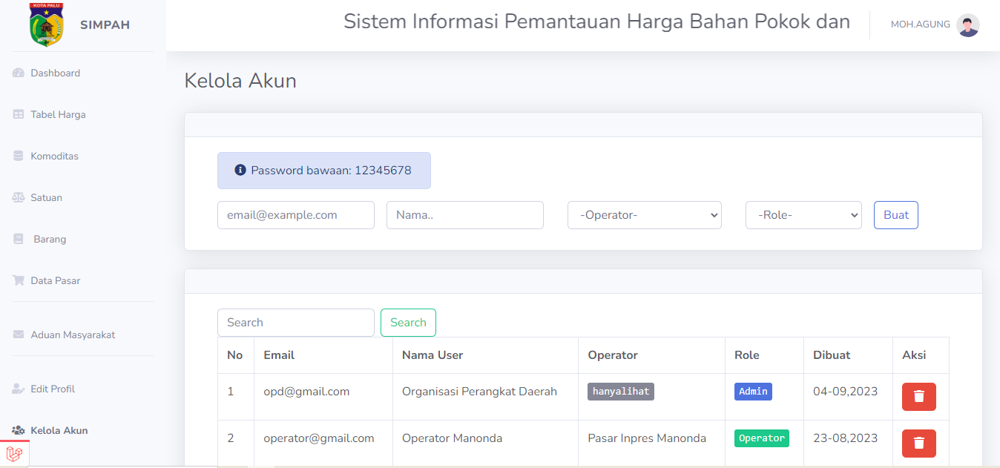 KOTA PALU
SIMPAH
Sistem Informasi Pemantauan Harga Bahan Pokok dan
MOH.AGUNG
Dashboard
Tabel Harga
Komoditas
Satuan
Barang
Data Pasar
Aduan Masyarakat
Edit Profil
Kelola Akun
Kelola Akun
Password bawaan: 12345678
email@example.com Nama.. -Operator- -Role- Buat
Search Search
No Email Nama User Operator Role Dibuat Aksi
1 opd@gmail.com Organisasi Perangkat Daerah hanyalihat Admin 04-09,2023
2 operator@gmail.com Operator Manonda Pasar Inpres Manonda Operator 23-08,2023